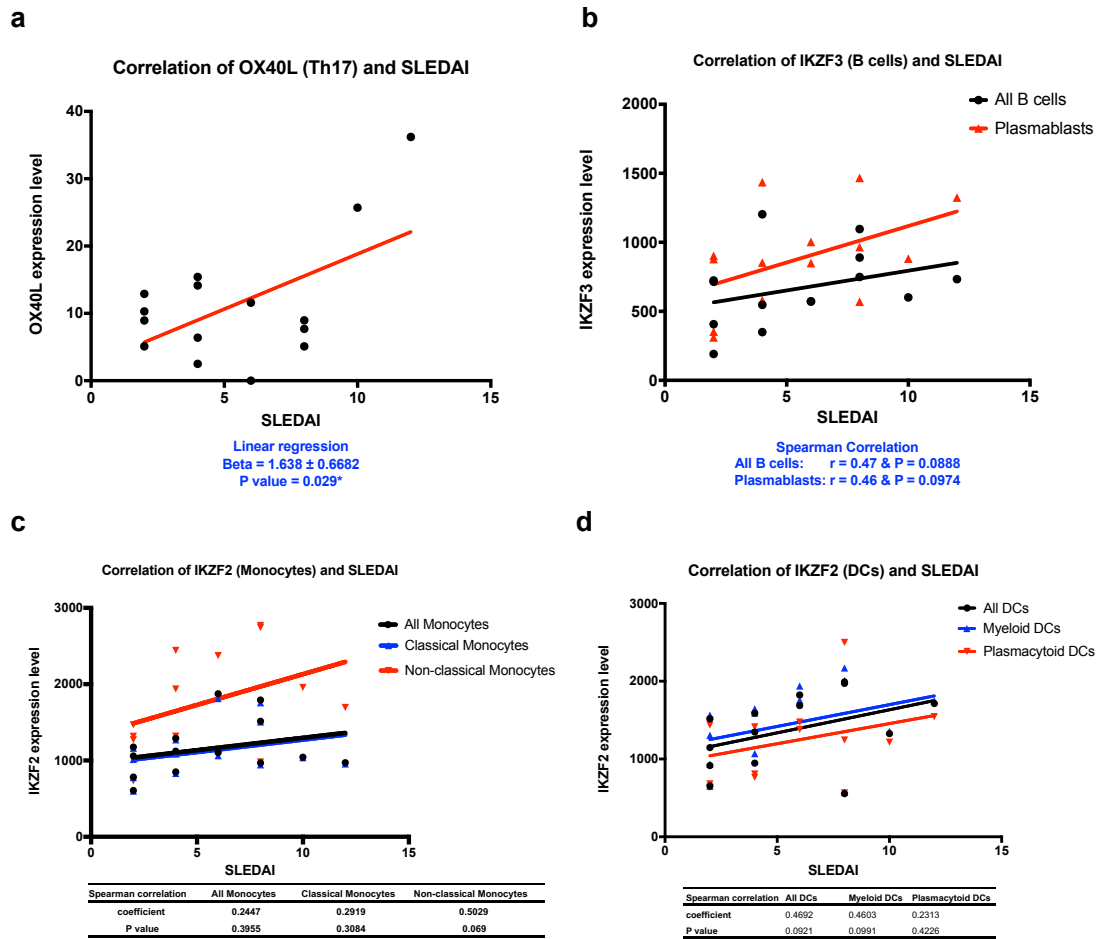 a
Correlation of OX40L (Th17) and SLEDAI
OX40L expression level
40
30
20
10
0
0 5 10 15
SLEDAI
Linear regression
Beta = 1.638 ± 0.6682
P value = 0.029*
b
Correlation of IKZF3 (B cells) and SLEDAI
All B cells
Plasmablasts
IKZF3 expression level
2000
1500
1000
500
0
0 5 10 15
SLEDAI
Spearman Correlation
All B cells: r = 0.47 & P = 0.0888
Plasmablasts: r = 0.46 & P = 0.0974
c
Correlation of IKZF2 (Monocytes) and SLEDAI
All Monocytes
Classical Monocytes
Non-classical Monocytes
IKZF2 expression level
3000
2000
1000
0
0 5 10 15
SLEDAI
Spearman correlation All Monocytes Classical Monocytes Non-classical Monocytes
coefficient 0.2447 0.2919 0.5029
P value 0.3955 0.3084 0.069
d
Correlation of IKZF2 (DCs) and SLEDAI
All DCs
Myeloid DCs
Plasmacytoid DCs
IKZF2 expression level
3000
2000
1000
0
0 5 10 15
SLEDAI
Spearman correlation All DCs Myeloid DCs Plasmacytoid DCs
coefficient 0.4692 0.4603 0.2313
P value 0.0921 0.0991 0.4226